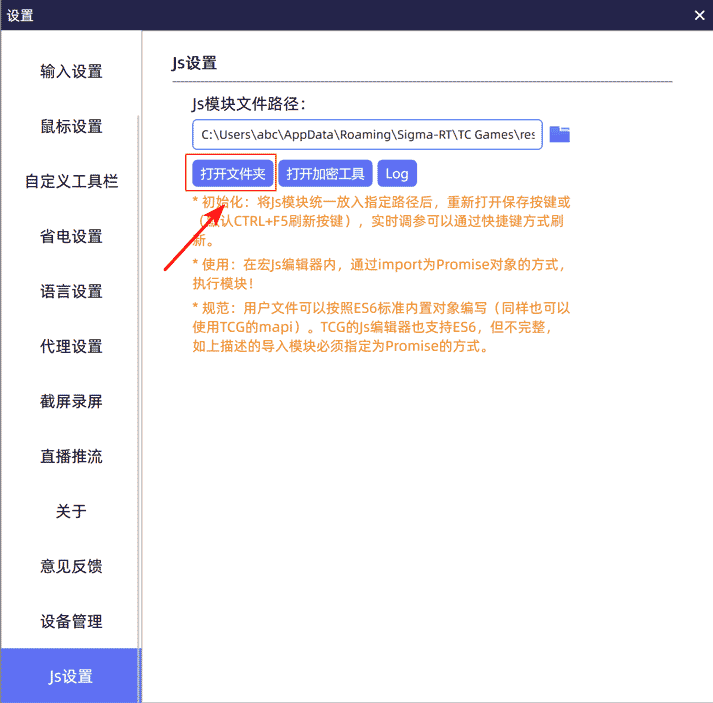 设置
输入设置
鼠标设置
自定义工具栏
省电设置
语言设置
代理设置
截屏录屏
直播推流
关于
意见反馈
设备管理
Js设置
Js设置
Js模块文件路径：
C:\Users\abc\AppData\Roaming\Sigma-RT\TC Games\res
打开文件夹 打开加密工具 Log
* 初始化：将Js模块统一放入指定路径后，重新打开保存按键或
（默认CTRL+F5刷新按键），实时调参可以通过快捷键方式刷
新。
* 使用：在宏Js编辑器内，通过import为Promise对象的方式，
执行模块！
* 规范：用户文件可以按照ES6标准内置对象编写（同样也可以
使用TCG的mapi）。TCG的Js编辑器也支持ES6，但不完整，
如上描述的导入模块必须指定为Promise的方式。